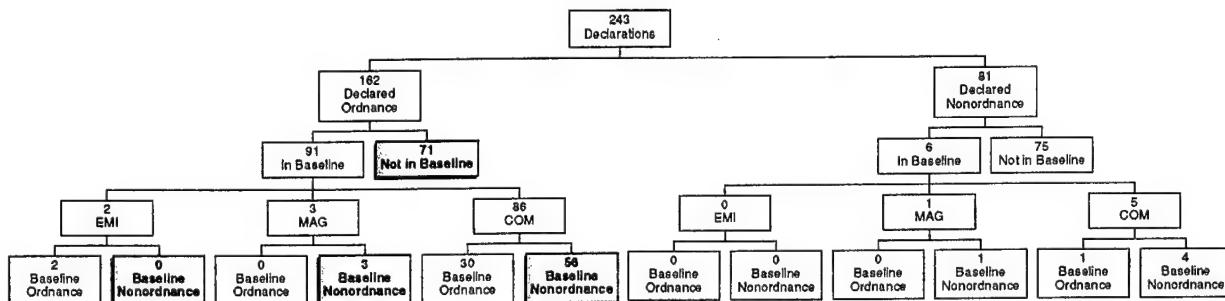 243
Declarations
162
Declared
Ordnance
81
Declared
Nonordnance
91
In Baseline
71
Not in Baseline
6
In Baseline
75
Not in Baseline
2
EMI
3
MAG
86
COM
0
EMI
1
MAG
5
COM
2
Baseline
Ordnance
0
Baseline
Nonordnance
0
Baseline
Ordnance
3
Baseline
Nonordnance
30
Baseline
Ordnance
56
Baseline
Nonordnance
0
Baseline
Ordnance
0
Baseline
Nonordnance
0
Baseline
Ordnance
1
Baseline
Nonordnance
1
Baseline
Ordnance
4
Baseline
Nonordnance